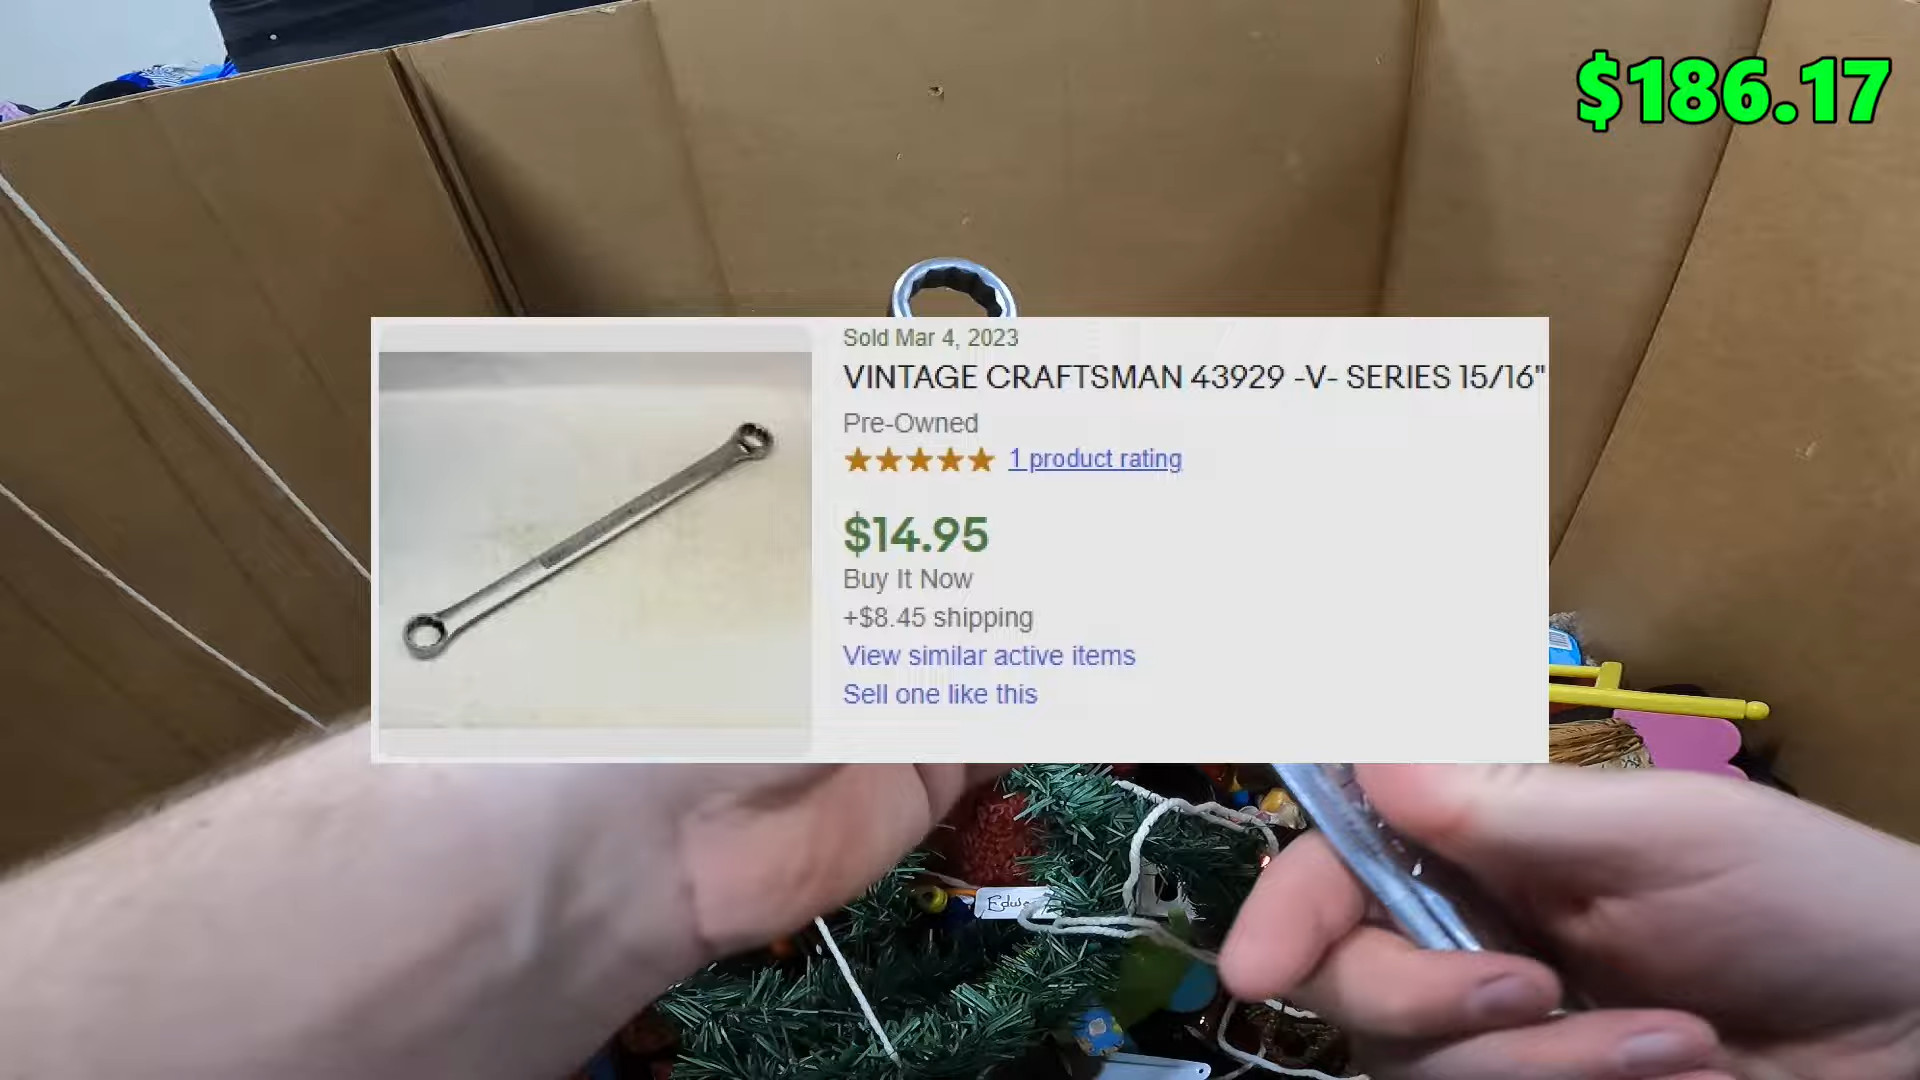 $186.17
Sold Mar 4, 2023
VINTAGE CRAFTSMAN 43929 -V- SERIES 15/16"
Pre-Owned
1 product rating
$14.95
Buy It Now
+$8.45 shipping
View similar active items
Sell one like this